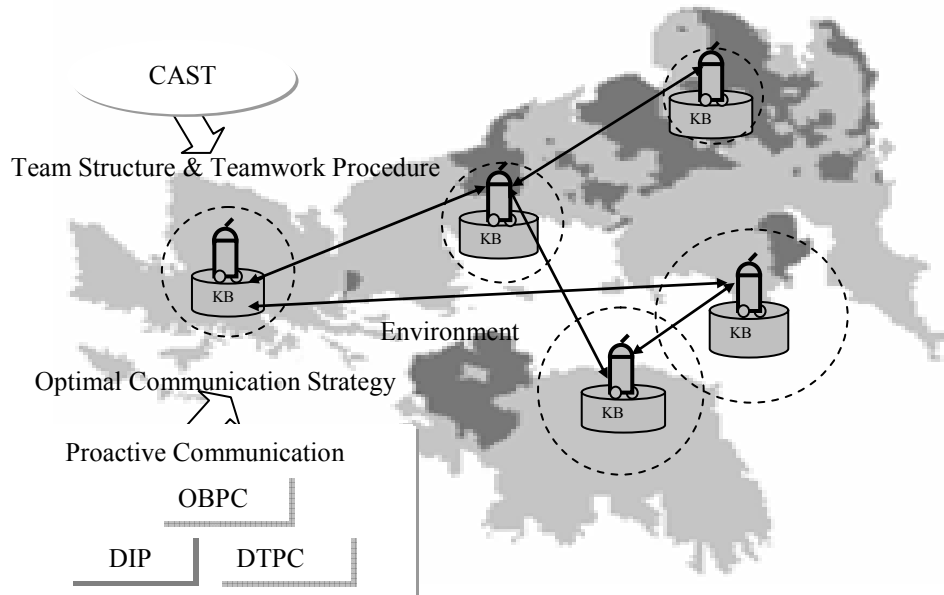 CAST
KB
Team Structure & Teamwork Procedure
KB
KB
KB
Environment
Optimal Communication Strategy
KB
Proactive Communication
OBPC
DIP
DTPC